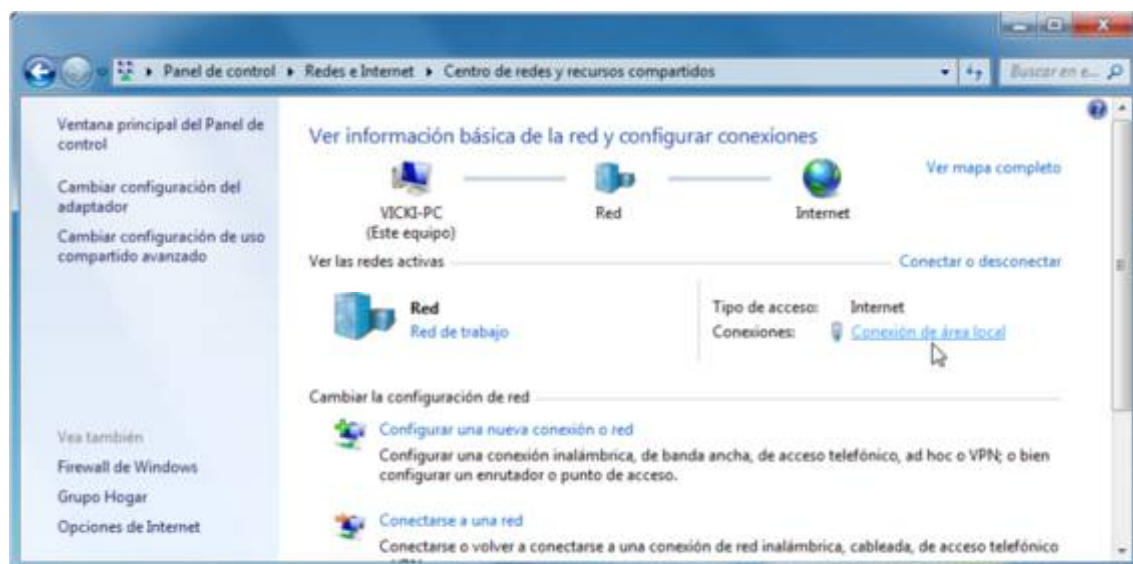 Panel de control ▸ Redes e Internet ▸ Centro de redes y recursos compartidos
Buscar en e...
Ventana principal del Panel de
control
Cambiar configuración del
adaptador
Cambiar configuración de uso
compartido avanzado
Vea también
Firewall de Windows
Grupo Hogar
Opciones de Internet
Ver información básica de la red y configurar conexiones
Ver mapa completo
VICKI-PC
(Este equipo)
Red
Internet
Ver las redes activas
Conectar o desconectar
Red
Red de trabajo
Tipo de acceso: Internet
Conexiones: Conexión de área local
Cambiar la configuración de red
Configurar una nueva conexión o red
Configurar una conexión inalámbrica, de banda ancha, de acceso telefónico, ad hoc o VPN; o bien
configurar un enrutador o punto de acceso.
Conectarse a una red
Conectarse o volver a conectarse a una conexión de red inalámbrica, cableada, de acceso telefónico